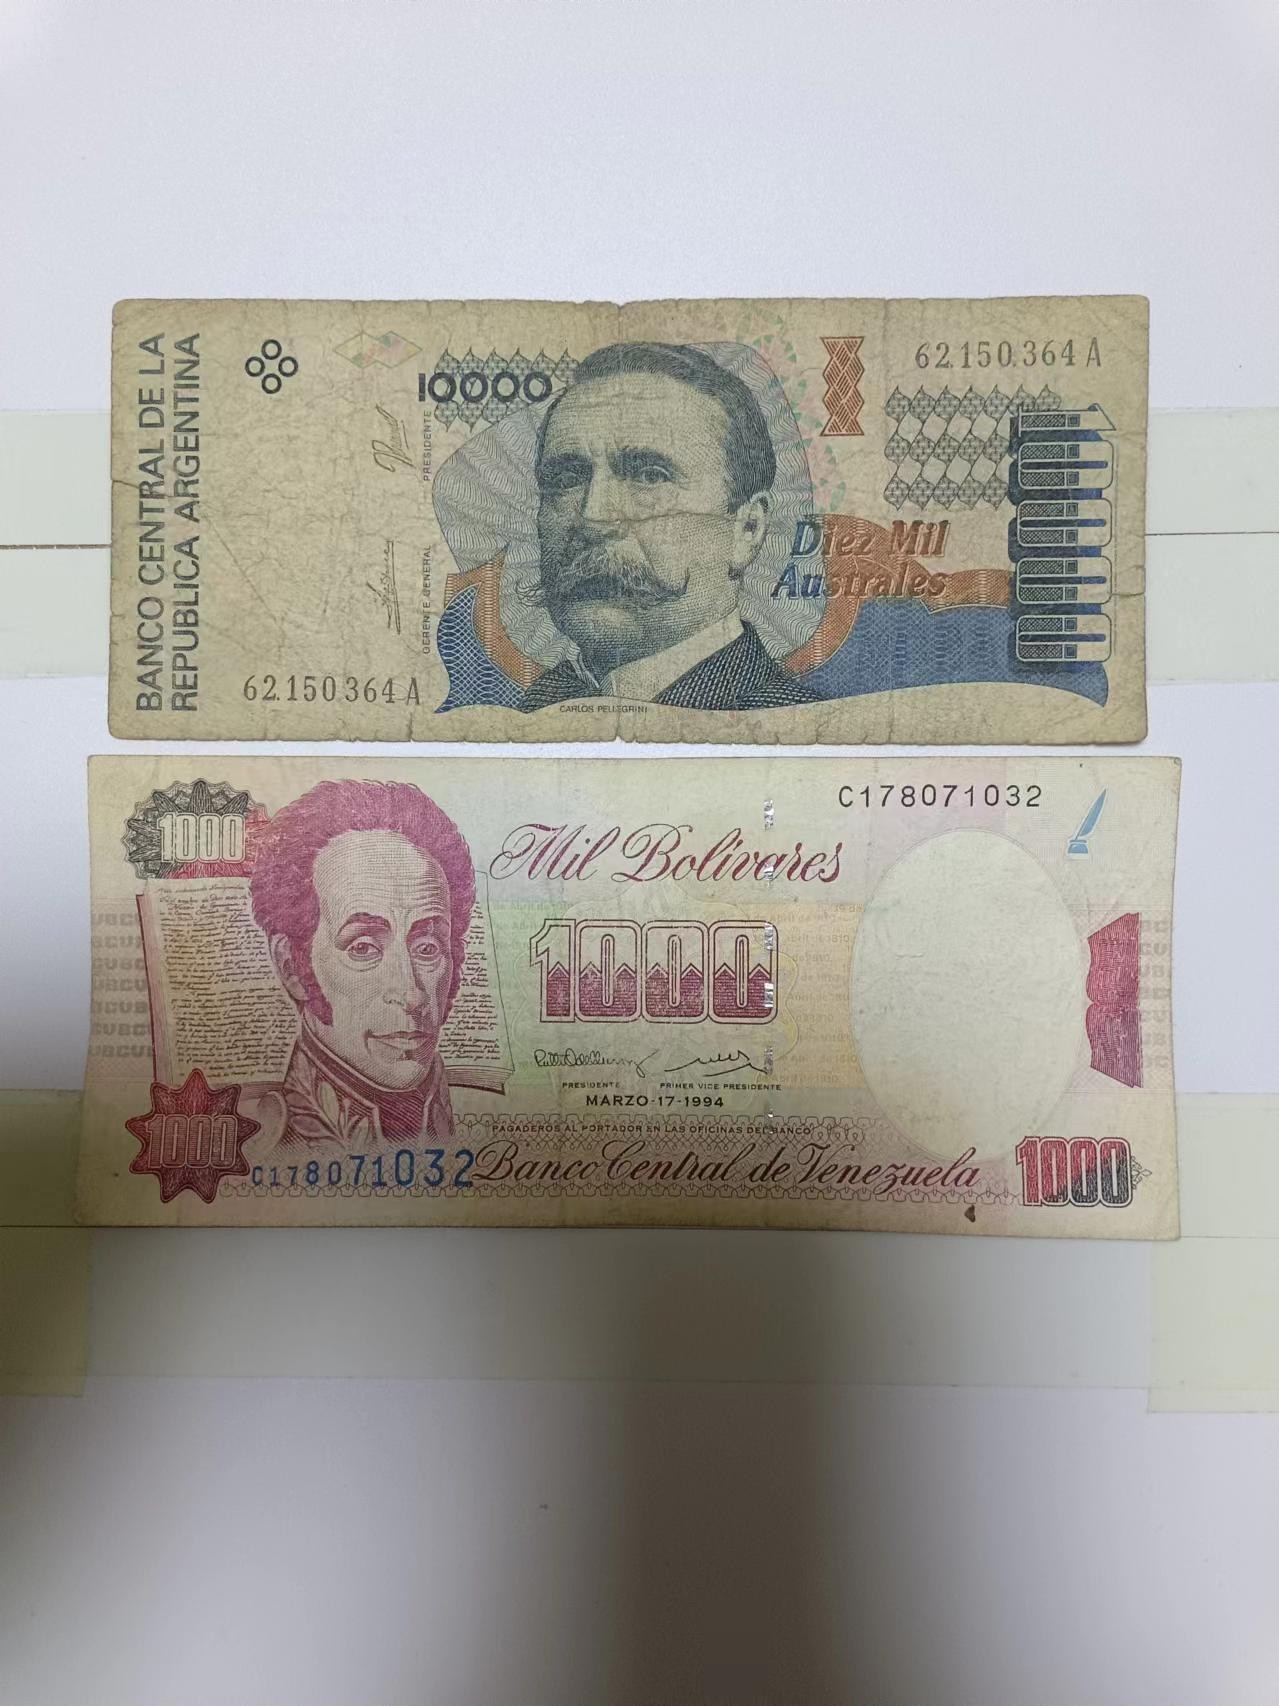 BANCO CENTRAL DE LA
REPUBLICA ARGENTINA
10000
62.150.364 A
PRESIDENTE
GERENTE GENERAL
Diez Mil
Australes
10000
62.150.364 A
CARLOS PELLEGRINI
1000
Mil Bolívares
C178071032
1000
PRESIDENTE PRIMER VICE PRESIDENTE
MARZO-17-1994
PAGADEROS AL PORTADOR EN LAS OFICINAS DEL BANCO
1000
C178071032
Banco Central de Venezuela
1000